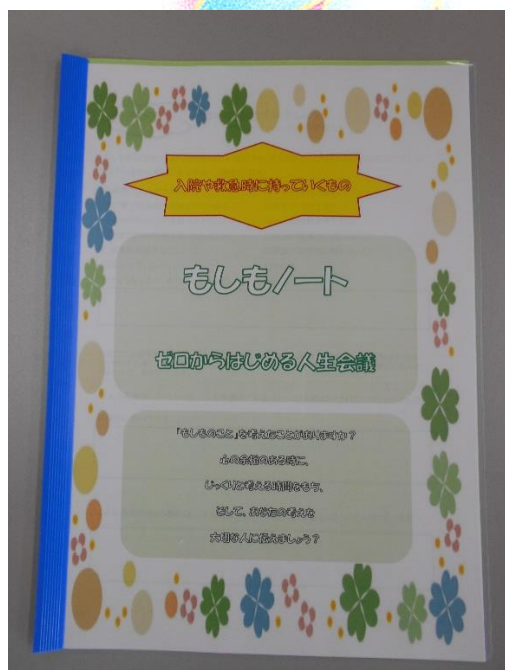 入院や救急時に持っていくもの
もしもノート
ゼロからはじめる人生会議
「もしものこと」を考えたことがありますか？
心の余裕のある時に、
じっくりと考える時間をもち、
そして、あなたの考えを
大切な人に伝えましょう？